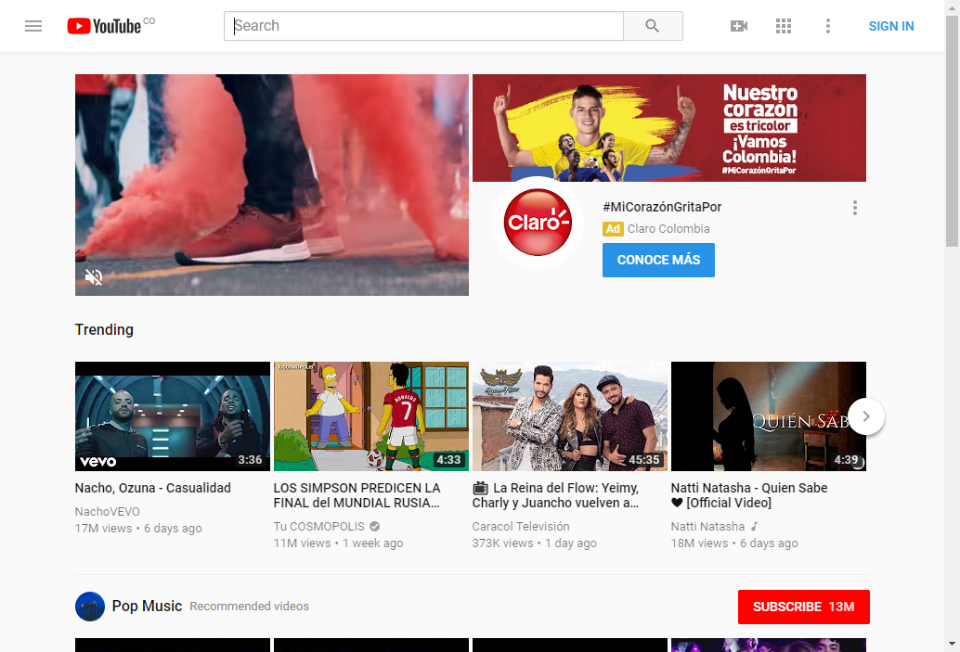 YouTube CO
Search
SIGN IN
Nuestro
corazón
es tricolor
¡Vamos
Colombia!
#MiCorazónGritaPor
Claro
#MiCorazónGritaPor
Ad Claro Colombia
CONOCE MÁS
Trending
vevo
3:36
COSMOPOLIS
RONALDO
7
4:33
45:35
QUIÉN SAB
4:39
Nacho, Ozuna - Casualidad
NachoVEVO
17M views • 6 days ago
LOS SIMPSON PREDICEN LA
FINAL del MUNDIAL RUSIA...
Tu COSMOPOLIS
11M views • 1 week ago
La Reina del Flow: Yeimy,
Charly y Juancho vuelven a...
Caracol Televisión
373K views • 1 day ago
Natti Natasha - Quien Sabe
❤ [Official Video]
Natti Natasha
18M views • 6 days ago
Pop Music Recommended videos
SUBSCRIBE 13M